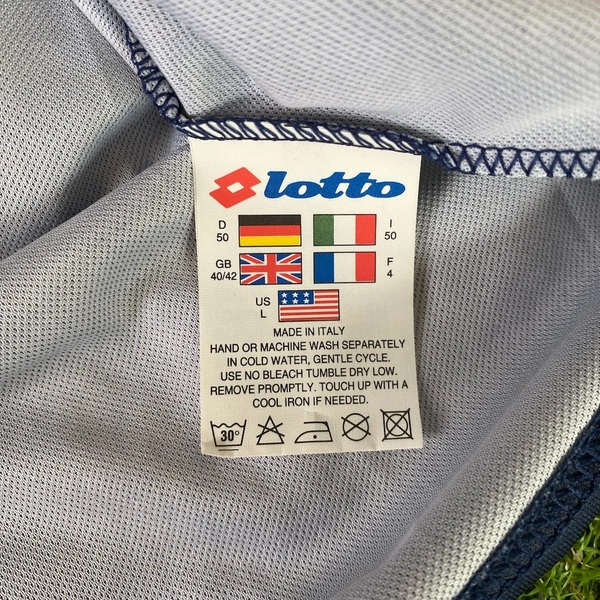 lotto
D I
50 50
GB F
40/42 4
US
L
MADE IN ITALY
HAND OR MACHINE WASH SEPARATELY
IN COLD WATER, GENTLE CYCLE.
USE NO BLEACH TUMBLE DRY LOW.
REMOVE PROMPTLY. TOUCH UP WITH A
COOL IRON IF NEEDED.
30°